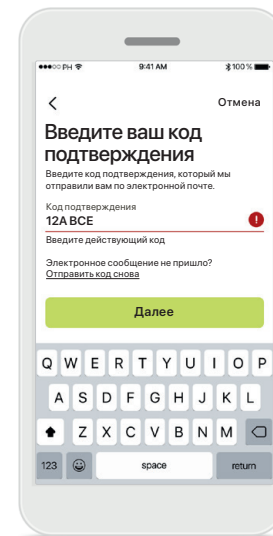 PH 9:41 AM 100 %
Отмена
Введите ваш код
подтверждения
Введите код подтверждения, который мы
отправили вам по электронной почте.
Код подтверждения
12A BCE
Введите действующий код
Электронное сообщение не пришло?
Отправить код снова
Далее
Q W E R T Y U I O P
A S D F G H J K L
Z X C V B N M
123 space return